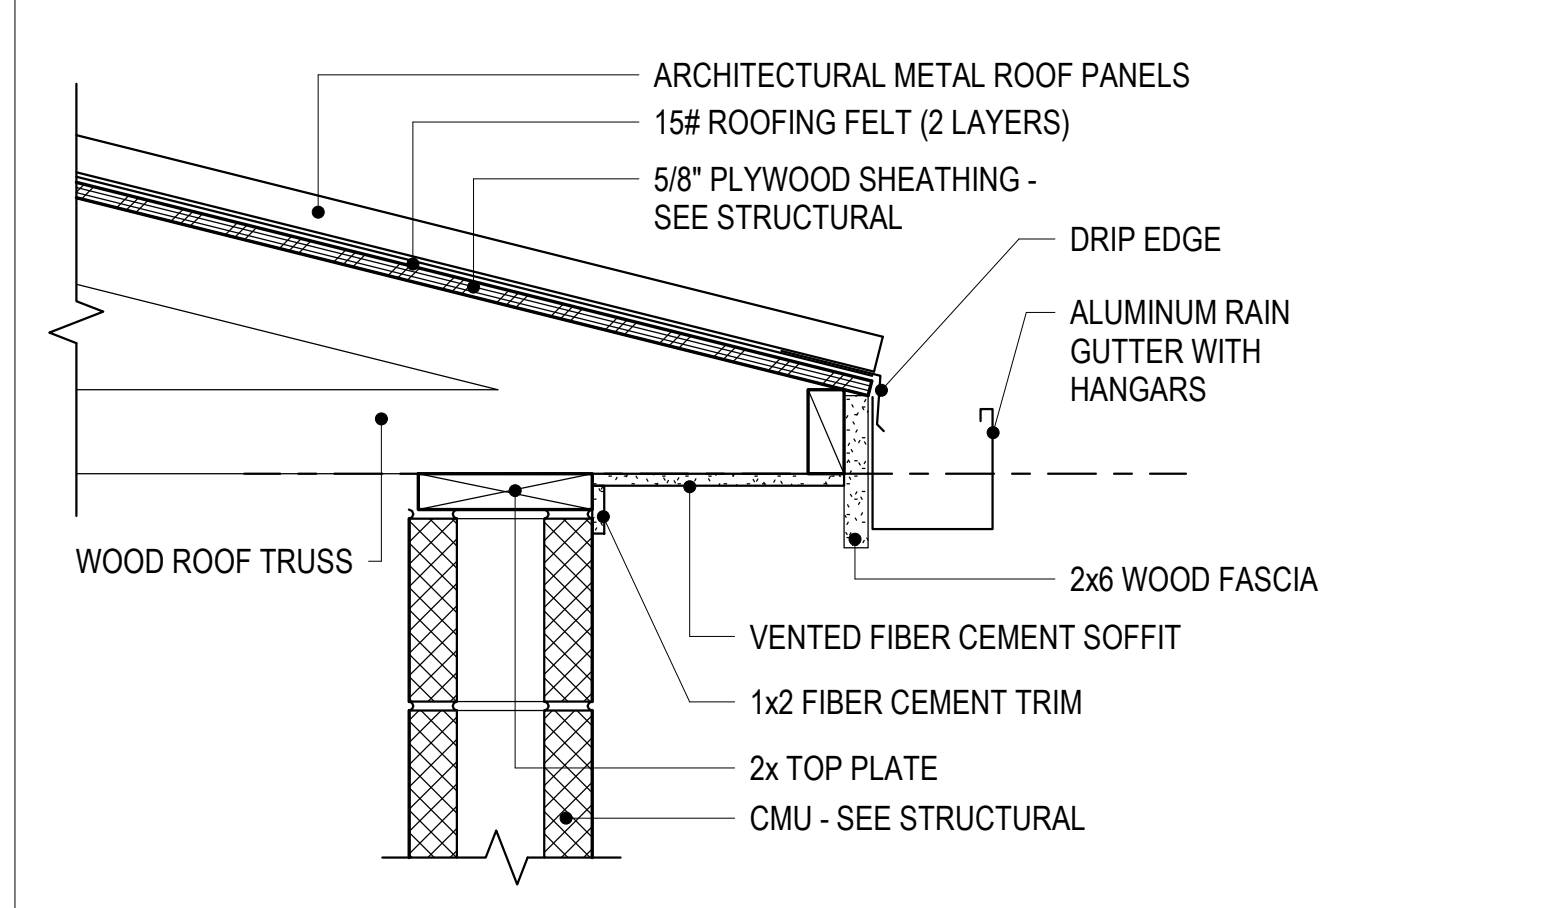 ARCHITECTURAL METAL ROOF PANELS
15# ROOFING FELT (2 LAYERS)
5/8" PLYWOOD SHEATHING -
SEE STRUCTURAL
DRIP EDGE
ALUMINUM RAIN
GUTTER WITH
HANGARS
WOOD ROOF TRUSS
2x6 WOOD FASCIA
VENTED FIBER CEMENT SOFFIT
1x2 FIBER CEMENT TRIM
2x TOP PLATE
CMU - SEE STRUCTURAL